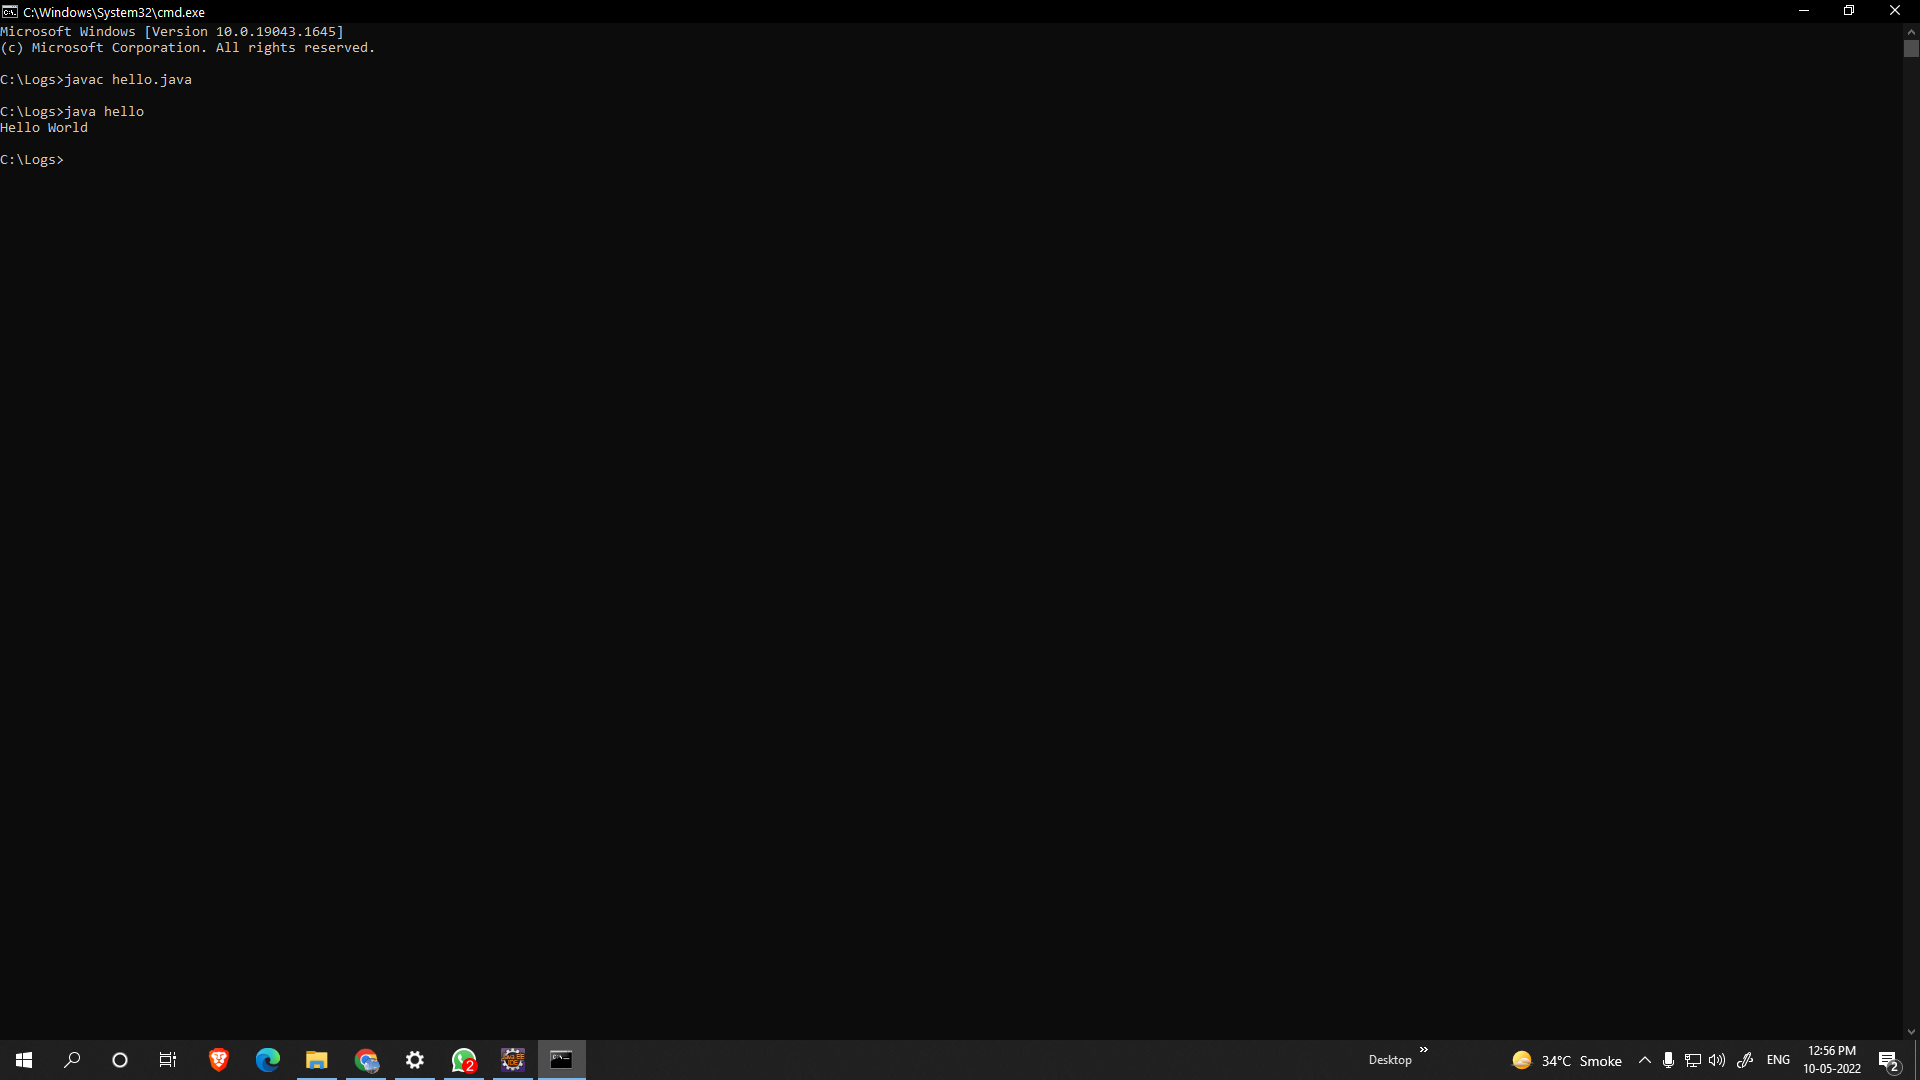 C:\Windows\System32\cmd.exe
Microsoft Windows [Version 10.0.19043.1645]
(c) Microsoft Corporation. All rights reserved.
C:\Logs>javac hello.java
C:\Logs>java hello
Hello World
C:\Logs>
2
Desktop
»
34°C Smoke
ENG
12:56 PM
10-05-2022
2